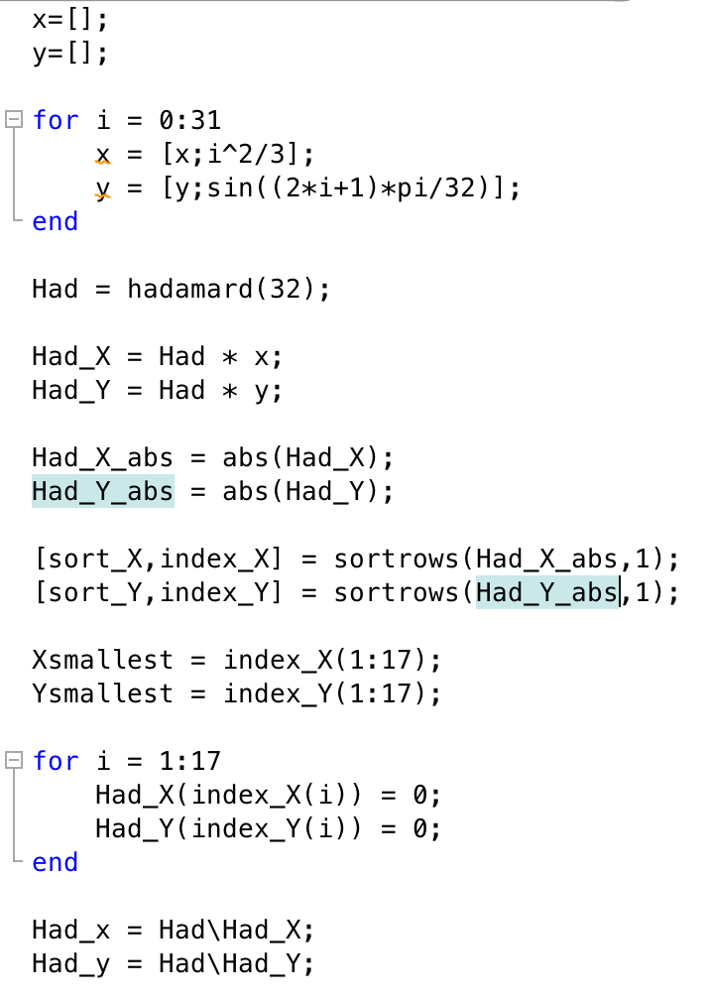 x=[];
y=[];
for i = 0:31
x = [x;i^2/3];
y = [y;sin((2*i+1)*pi/32)];
end
Had = hadamard(32);
Had_X = Had * x;
Had_Y = Had * y;
Had_X_abs = abs(Had_X);
Had_Y_abs = abs(Had_Y);
[sort_X,index_X] = sortrows(Had_X_abs,1);
[sort_Y,index_Y] = sortrows(Had_Y_abs,1);
Xsmallest = index_X(1:17);
Ysmallest = index_Y(1:17);
for i = 1:17
Had_X(index_X(i)) = 0;
Had_Y(index_Y(i)) = 0;
end
Had_x = Had\Had_X;
Had_y = Had\Had_Y;